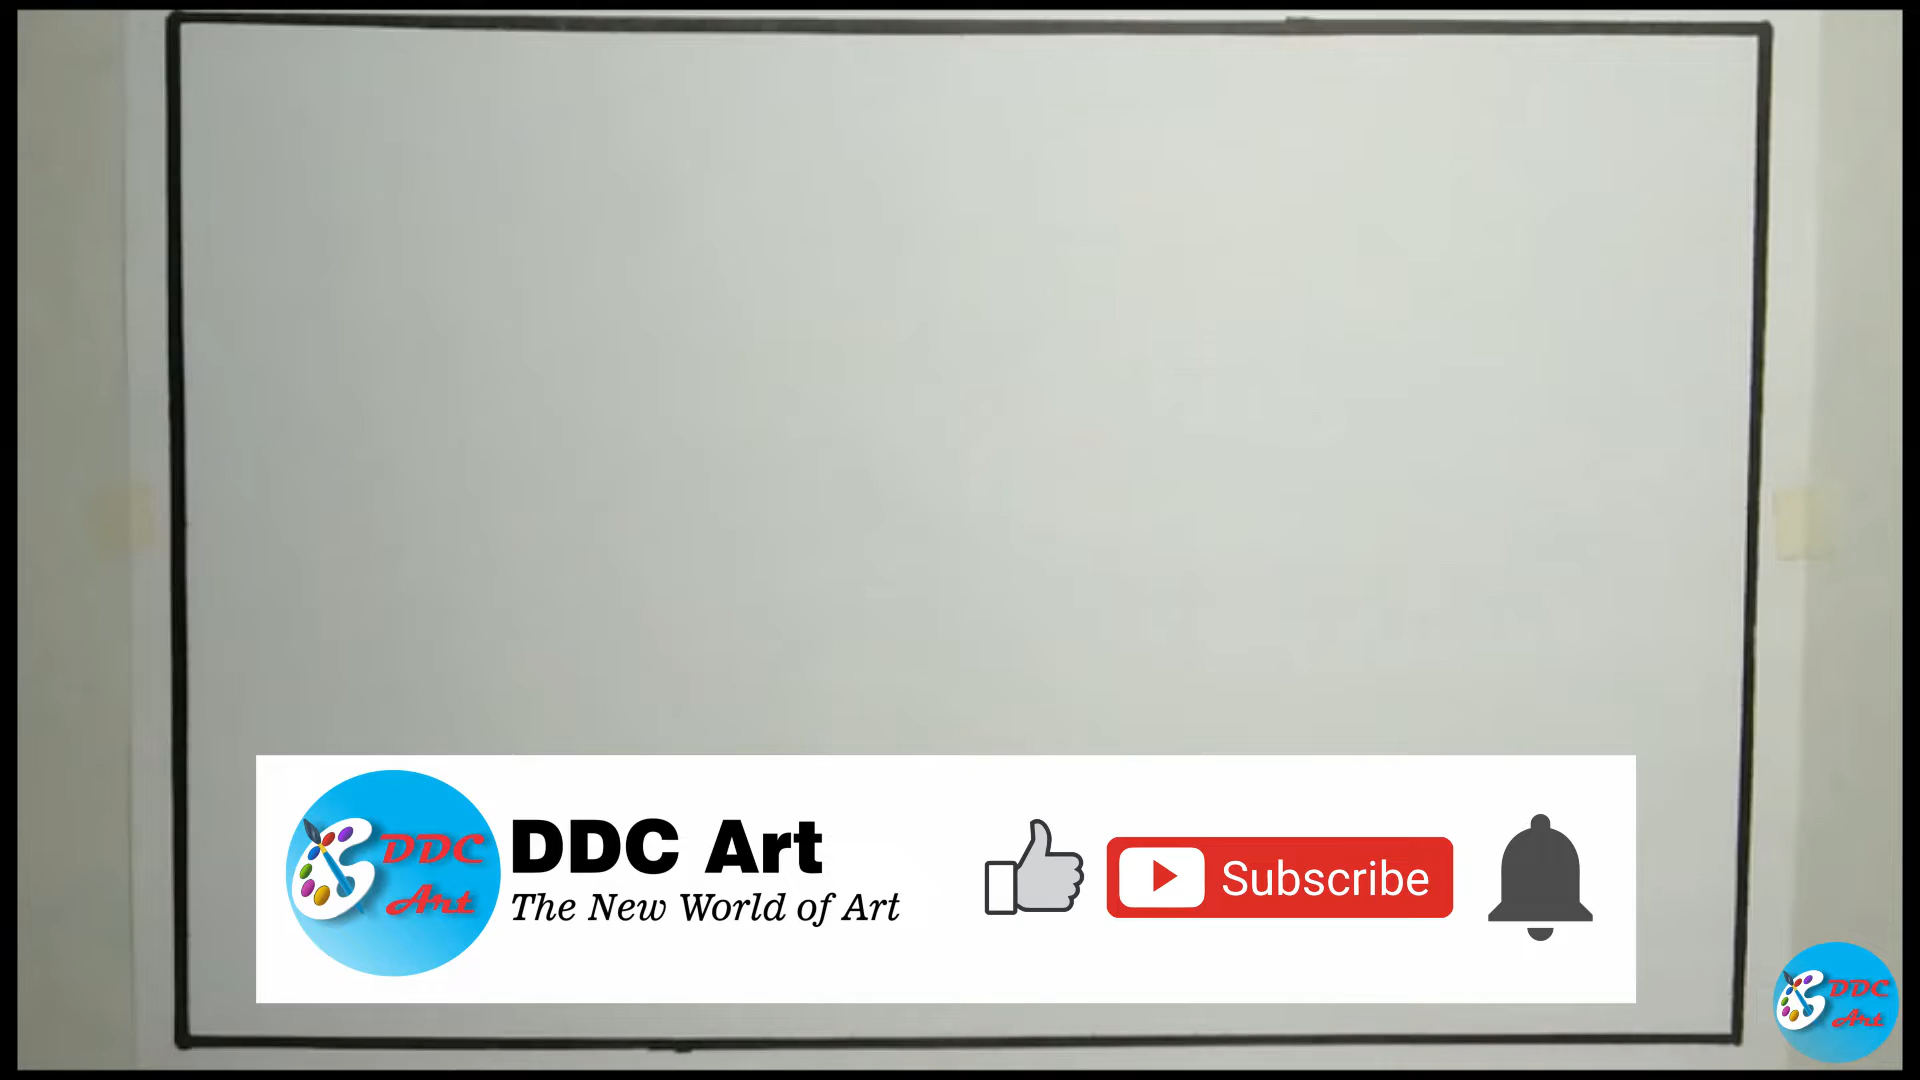 DDC
Art
DDC Art
The New World of Art
Subscribe
DDC
Art